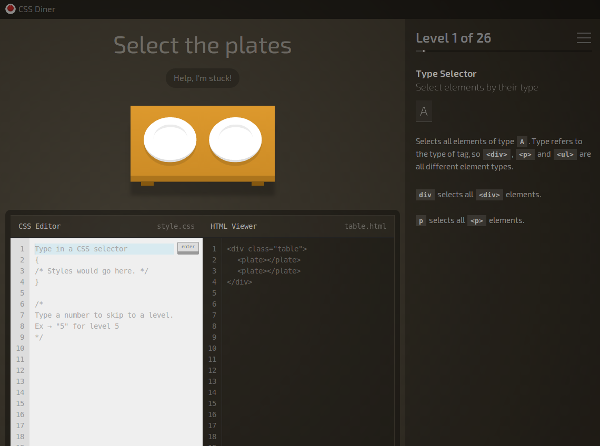 CSS Diner
Select the plates
Help, I'm stuck!
CSS Editor
style.css
HTML Viewer
table.html
1
2
3
4
5
6
7
8
9
10
11
12
13
14
15
16
17
18
Type in a CSS selector
enter
{
/* Styles would go here. */
}
/*
Type a number to skip to a level.
Ex → "5" for level 5
*/
1
2
3
4
5
6
7
8
9
10
11
12
13
14
15
16
17
18
<div class="table">
<plate></plate>
<plate></plate>
</div>
Level 1 of 26
Type Selector
Select elements by their type
A
Selects all elements of type A. Type refers
to the type of tag, so <div>, <p> and <ul> are
all different element types.
div selects all <div> elements.
p selects all <p> elements.